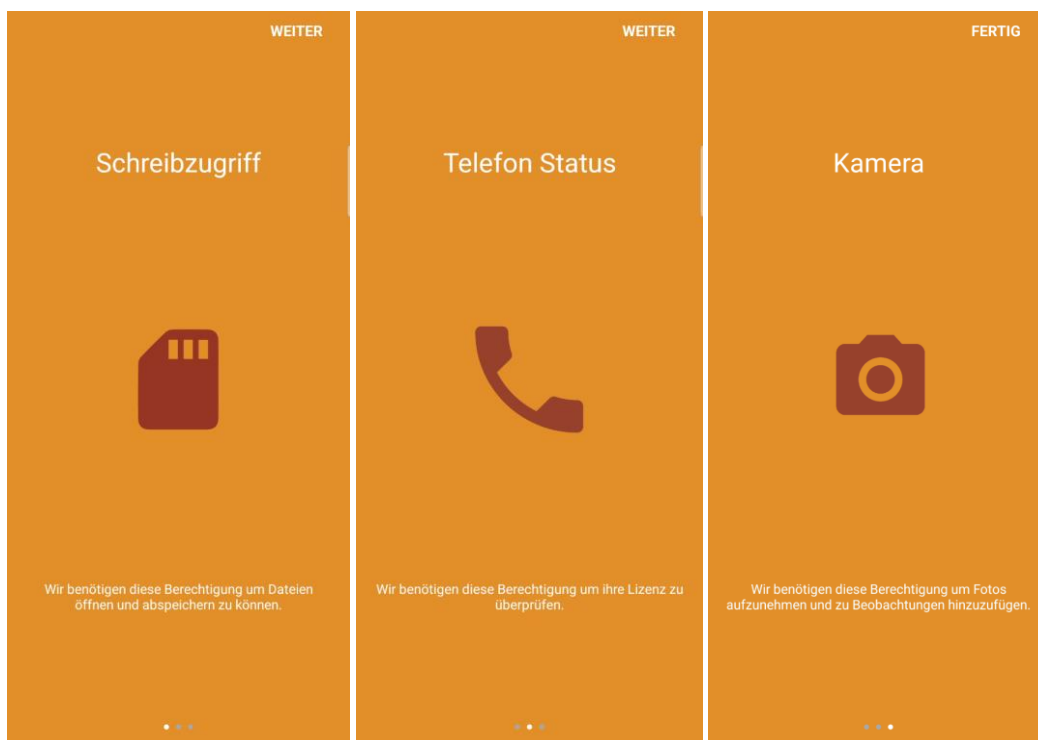 WEITER
Schreibzugriff
Wir benötigen diese Berechtigung um Dateien
öffnen und abspeichern zu können.
WEITER
Telefon Status
Wir benötigen diese Berechtigung um ihre Lizenz zu
überprüfen.
FERTIG
Kamera
Wir benötigen diese Berechtigung um Fotos
aufzunehmen und zu Beobachtungen hinzuzufügen.